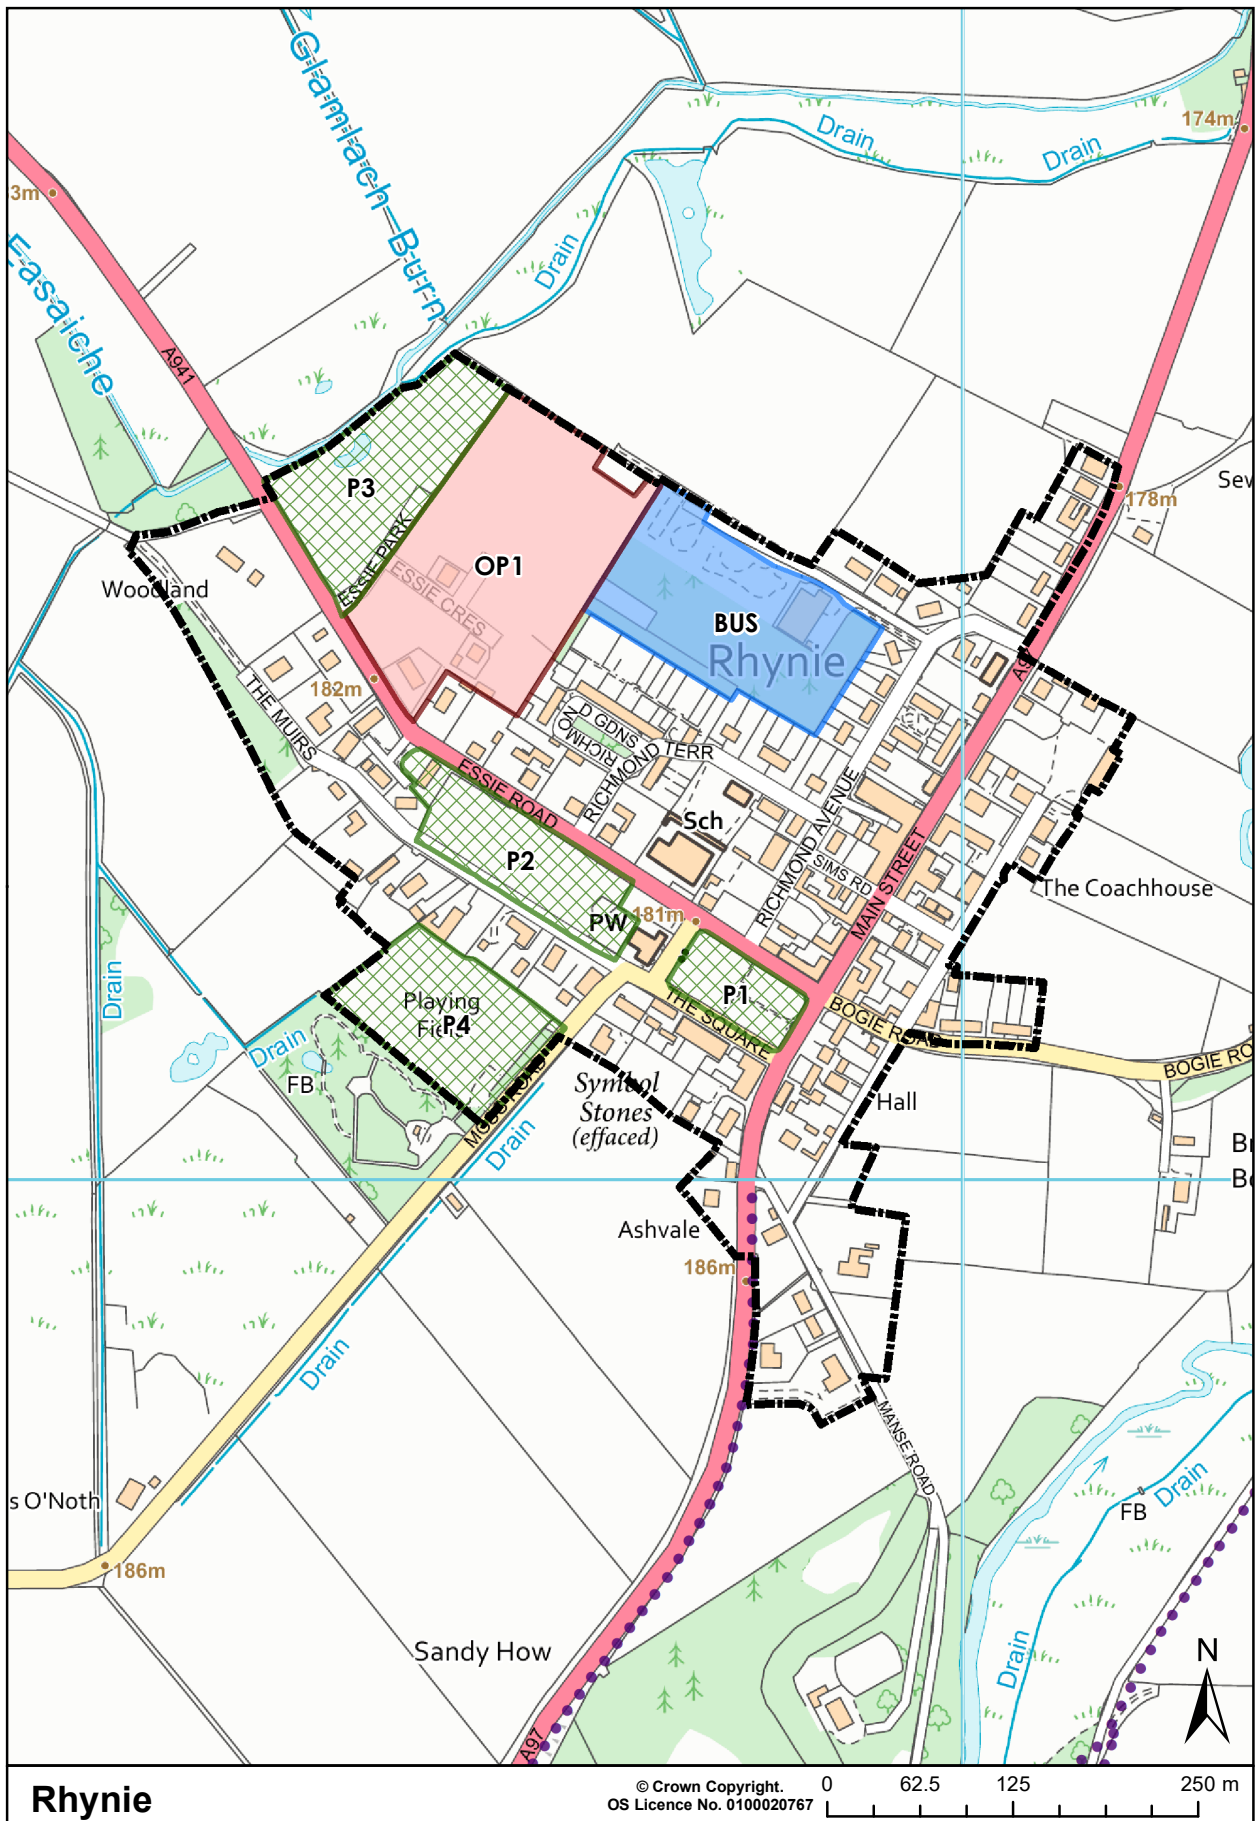 Glamlach Burn
Drain
Drain
174m
3m
Easaiche
Drain
A941
178m
P3
ESSIE PARK
OP1
ESSIE CRES
BUS
Rhynie
Woodland
182m
THE MUIRS
RICHMOND GDNS
RICHMOND TERR
ESSIE ROAD
Sch
RICHMOND AVENUE
SIMS RD
MAIN STREET
P2
PW
181m
The Coachhouse
P1
THE SQUARE
BOGIE ROAD
Playing
P4
Drain
Drain
FB
MOSS ROAD
Drain
Symbol
Stones
(effaced)
Hall
Ashvale
186m
Drain
MANSE ROAD
s O'Noth
186m
FB
Drain
Drain
Sandy How
A97
N
Rhynie
© Crown Copyright.
OS Licence No. 0100020767
0 62.5 125 250 m